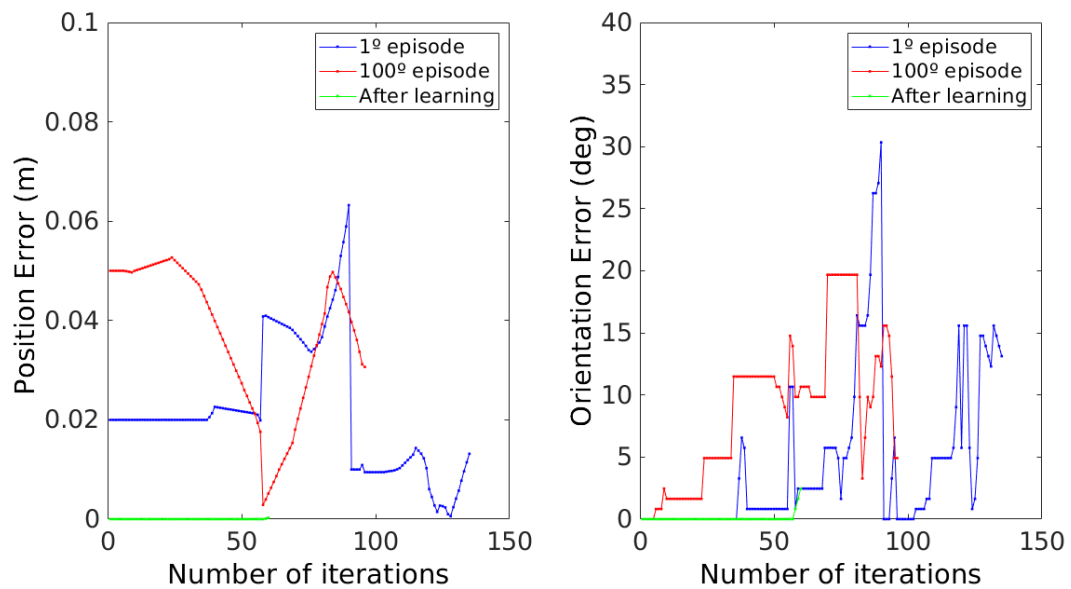 0.1
0.08
0.06
0.04
0.02
0
Position Error (m)
0
50
100
150
Number of iterations
1º episode
100º episode
After learning
40
35
30
25
20
15
10
5
0
Orientation Error (deg)
0
50
100
150
Number of iterations
1º episode
100º episode
After learning